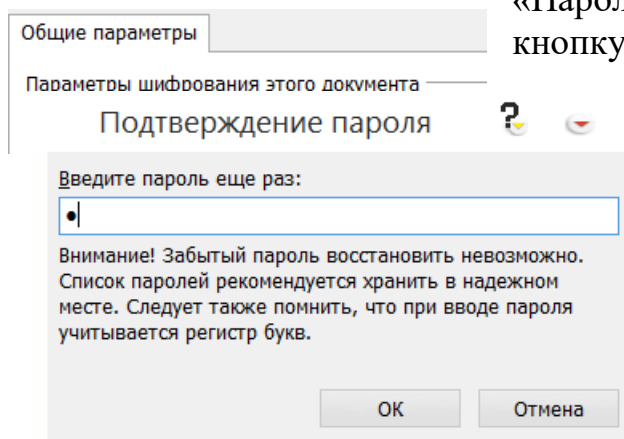 «Парол
кнопку
Общие параметры
Параметры шифрования этого документа
Подтверждение пароля
Введите пароль еще раз:
Внимание! Забытый пароль восстановить невозможно.
Список паролей рекомендуется хранить в надежном
месте. Следует также помнить, что при вводе пароля
учитывается регистр букв.
ОК Отмена